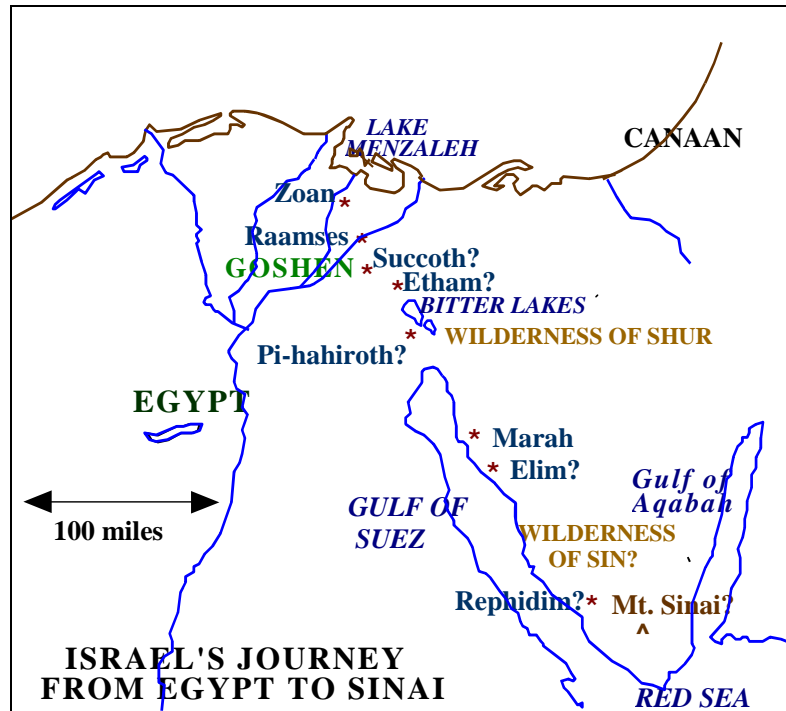 LAKE
MENZALEH
CANAAN
Zoan *
Raamses *
GOSHEN * Succoth?
* Etham?
BITTER LAKES
*
WILDERNESS OF SHUR
Pi-hahiroth?
EGYPT
* Marah
* Elim?
Gulf of
Aqabah
GULF OF
SUEZ
100 miles
WILDERNESS
OF SIN?
Rephidim? * Mt. Sinai?
^
ISRAEL'S JOURNEY
FROM EGYPT TO SINAI
RED SEA